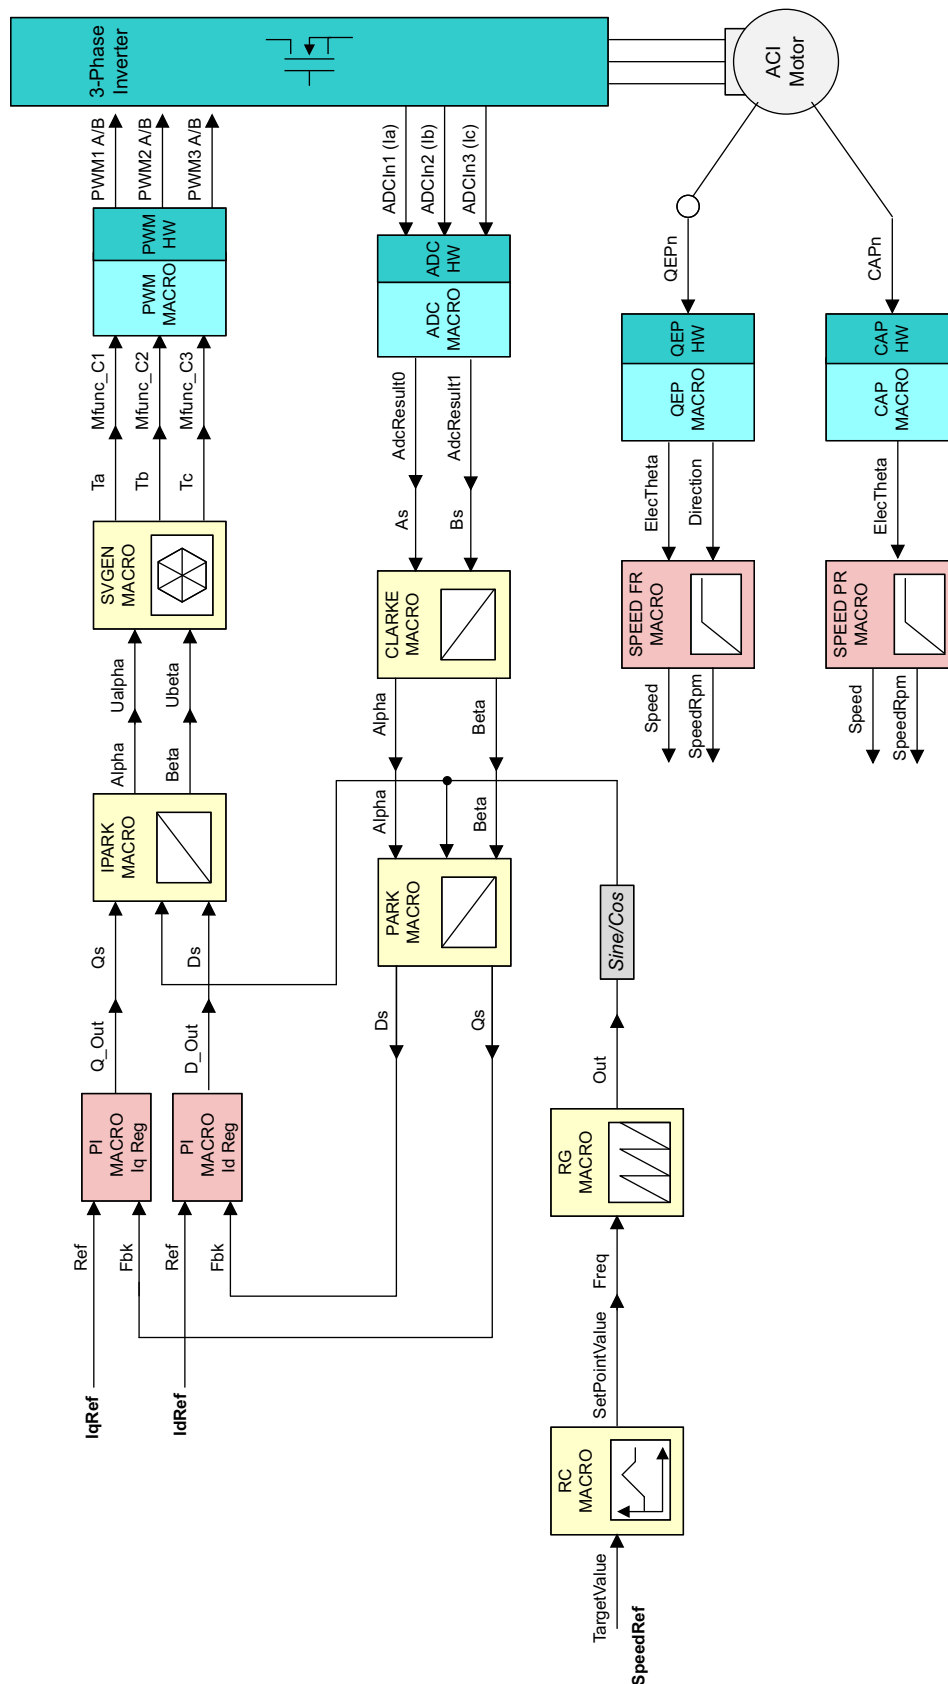 IqRef
Ref
Fbk
PI
MACRO
Iq Reg
Q_Out
Qs
IdRef
Ref
Fbk
PI
MACRO
Id Reg
D_Out
Ds
IPARK
MACRO
Alpha
Beta
Ualpha
Ubeta
SVGEN
MACRO
Ta
Tb
Tc
Mfunc_C1
Mfunc_C2
Mfunc_C3
PWM
MACRO
PWM
HW
PWM1 A/B
PWM2 A/B
PWM3 A/B
3-Phase
Inverter
Ds
Qs
PARK
MACRO
Alpha
Beta
Alpha
Beta
CLARKE
MACRO
As
Bs
AdcResult0
AdcResult1
ADC
MACRO
ADC
HW
ADCIn1 (Ia)
ADCIn2 (Ib)
ADCIn3 (Ic)
TargetValue
SpeedRef
RC
MACRO
SetPointValue
Freq
RG
MACRO
Out
Sine/Cos
Speed
SpeedRpm
SPEED FR
MACRO
ElecTheta
Direction
QEP
MACRO
QEP
HW
QEPn
ACI
Motor
Speed
SpeedRpm
SPEED PR
MACRO
ElecTheta
CAP
MACRO
CAP
HW
CAPn